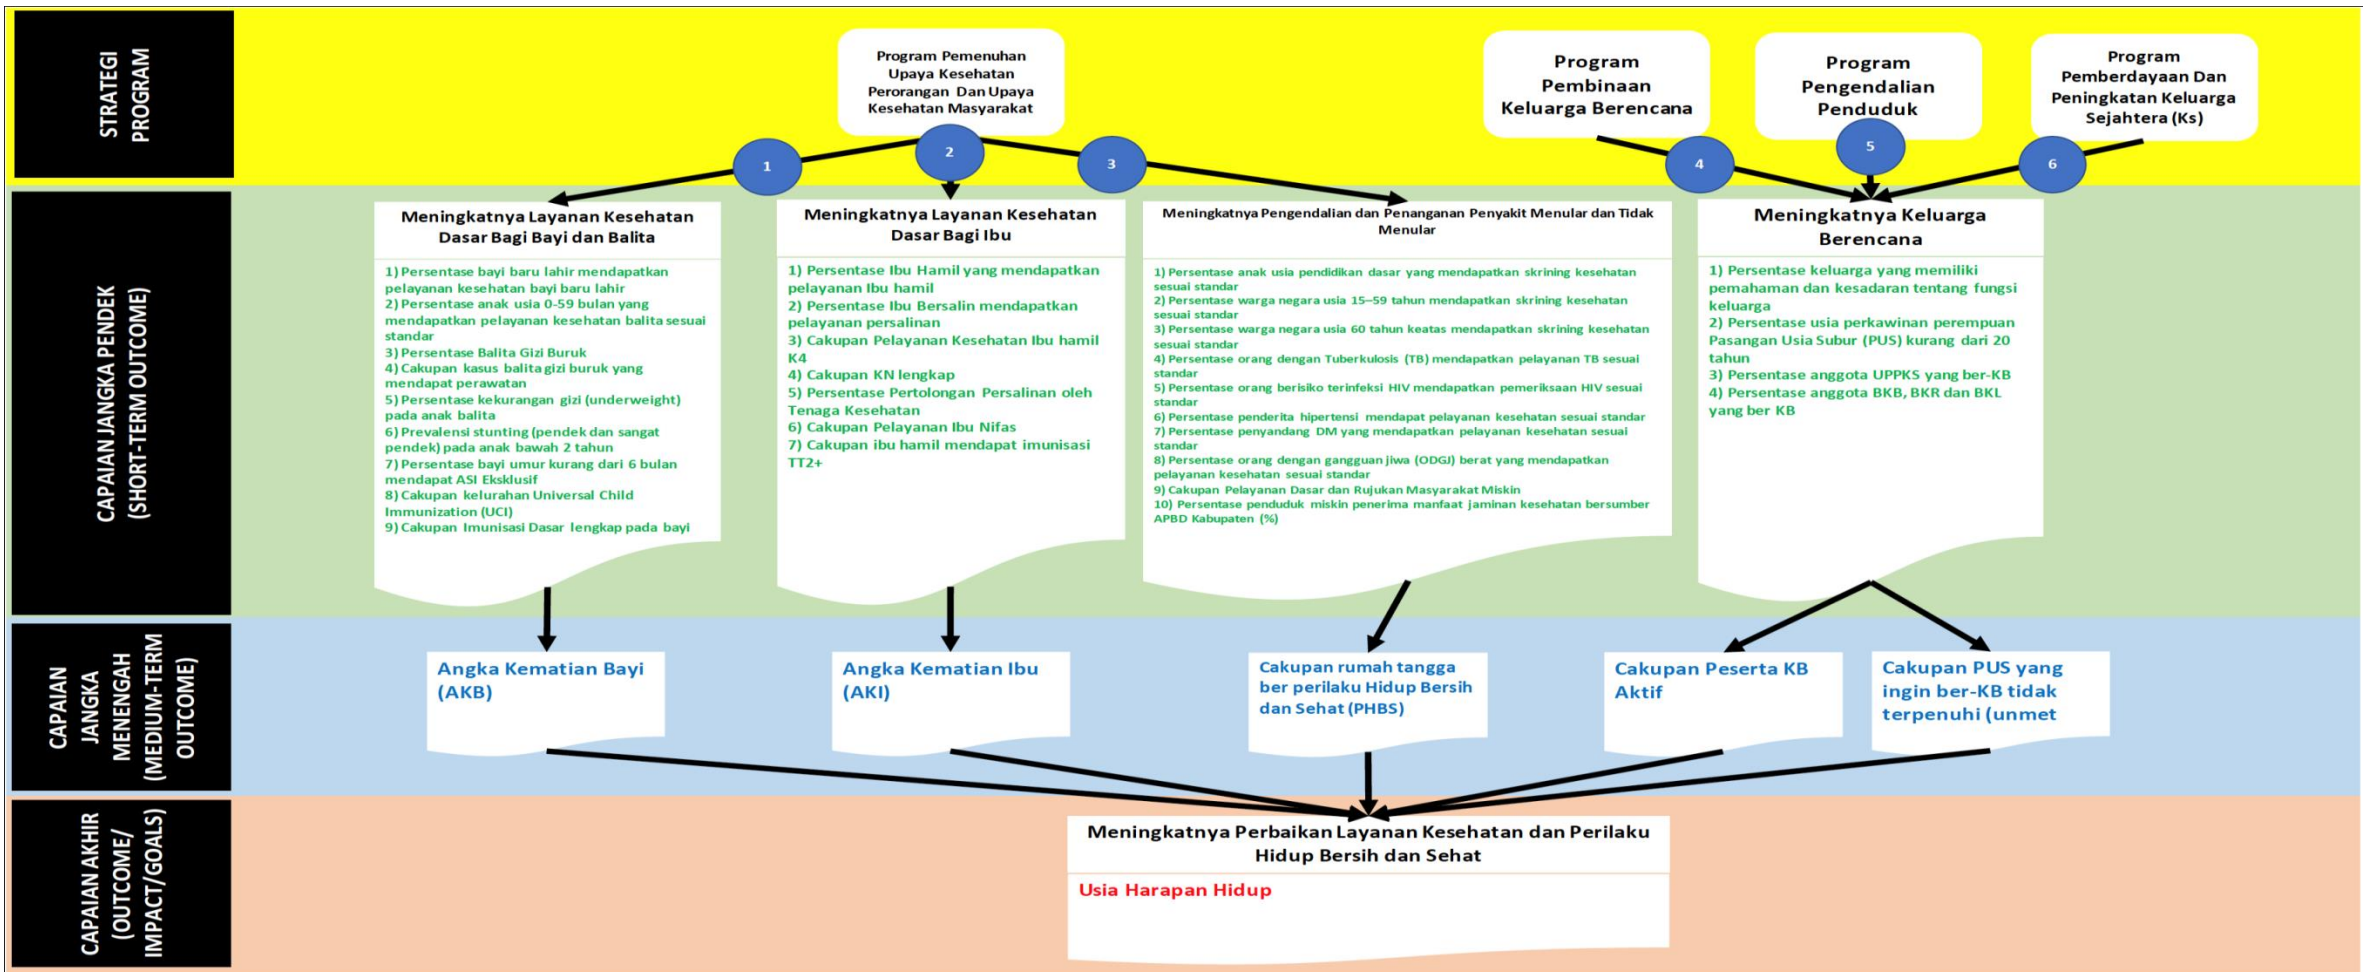 STRATEGI
PROGRAM
Program Pemenuhan
Upaya Kesehatan
Perorangan Dan Upaya
Kesehatan Masyarakat
Program
Pembinaan
Keluarga Berencana
Program
Pengendalian
Penduduk
Program
Pemberdayaan Dan
Peningkatan Keluarga
Sejahtera (Ks)
1
2
3
4
5
6
CAPAIAN JANGKA PENDEK
(SHORT-TERM OUTCOME)
Meningkatnya Layanan Kesehatan
Dasar Bagi Bayi dan Balita
1) Persentase bayi baru lahir mendapatkan
pelayanan kesehatan bayi baru lahir
2) Persentase anak usia 0-59 bulan yang
mendapatkan pelayanan kesehatan balita sesuai
standar
3) Persentase Balita Gizi Buruk
4) Cakupan kasus balita gizi buruk yang
mendapat perawatan
5) Persentase kekurangan gizi (underweight)
pada anak balita
6) Prevalensi stunting (pendek dan sangat
pendek) pada anak bawah 2 tahun
7) Persentase bayi umur kurang dari 6 bulan
mendapat ASI Eksklusif
8) Cakupan kelurahan Universal Child
Immunization (UCI)
9) Cakupan Imunisasi Dasar lengkap pada bayi
Meningkatnya Layanan Kesehatan
Dasar Bagi Ibu
1) Persentase Ibu Hamil yang mendapatkan
pelayanan Ibu hamil
2) Persentase Ibu Bersalin mendapatkan
pelayanan persalinan
3) Cakupan Pelayanan Kesehatan Ibu hamil
K4
4) Cakupan KN lengkap
5) Persentase Pertolongan Persalinan oleh
Tenaga Kesehatan
6) Cakupan Pelayanan Ibu Nifas
7) Cakupan ibu hamil mendapat imunisasi
TT2+
Meningkatnya Pengendalian dan Penanganan Penyakit Menular dan Tidak
Menular
1) Persentase anak usia pendidikan dasar yang mendapatkan skrining kesehatan
sesuai standar
2) Persentase warga negara usia 15–59 tahun mendapatkan skrining kesehatan
sesuai standar
3) Persentase warga negara usia 60 tahun keatas mendapatkan skrining kesehatan
sesuai standar
4) Persentase orang dengan Tuberkulosis (TB) mendapatkan pelayanan TB sesuai
standar
5) Persentase orang berisiko terinfeksi HIV mendapatkan pemeriksaan HIV sesuai
standar
6) Persentase penderita hipertensi mendapat pelayanan kesehatan sesuai standar
7) Persentase penyandang DM yang mendapatkan pelayanan kesehatan sesuai
standar
8) Persentase orang dengan gangguan jiwa (ODGJ) berat yang mendapatkan
pelayanan kesehatan sesuai standar
9) Cakupan Pelayanan Dasar dan Rujukan Masyarakat Miskin
10) Persentase penduduk miskin penerima manfaat jaminan kesehatan bersumber
APBD Kabupaten (%)
Meningkatnya Keluarga
Berencana
1) Persentase keluarga yang memiliki
pemahaman dan kesadaran tentang fungsi
keluarga
2) Persentase usia perkawinan perempuan
Pasangan Usia Subur (PUS) kurang dari 20
tahun
3) Persentase anggota UPPKS yang ber-KB
4) Persentase anggota BKB, BKR dan BKL
yang ber KB
CAPAIAN
JANGKA
MENENGAH
(MEDIUM-TERM
OUTCOME)
Angka Kematian Bayi
(AKB)
Angka Kematian Ibu
(AKI)
Cakupan rumah tangga
ber perilaku Hidup Bersih
dan Sehat (PHBS)
Cakupan Peserta KB
Aktif
Cakupan PUS yang
ingin ber-KB tidak
terpenuhi (unmet
CAPAIAN AKHIR
(OUTCOME/
IMPACT/GOALS)
Meningkatnya Perbaikan Layanan Kesehatan dan Perilaku
Hidup Bersih dan Sehat
Usia Harapan Hidup